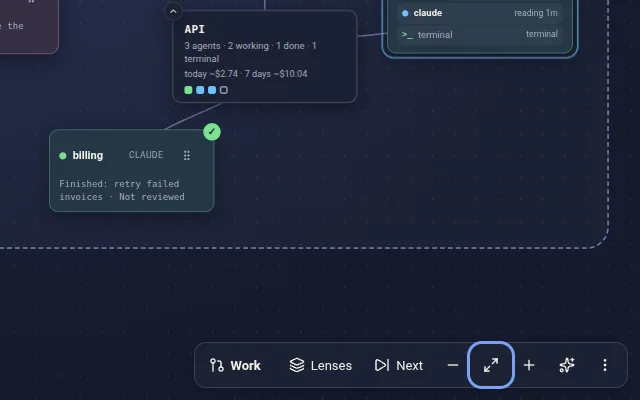 e the
API
3 agents · 2 working · 1 done · 1
terminal
today ~$2.74 · 7 days ~$10.04
claude reading 1m
>_ terminal terminal
billing CLAUDE
Finished: retry failed
invoices · Not reviewed
Work Lenses Next